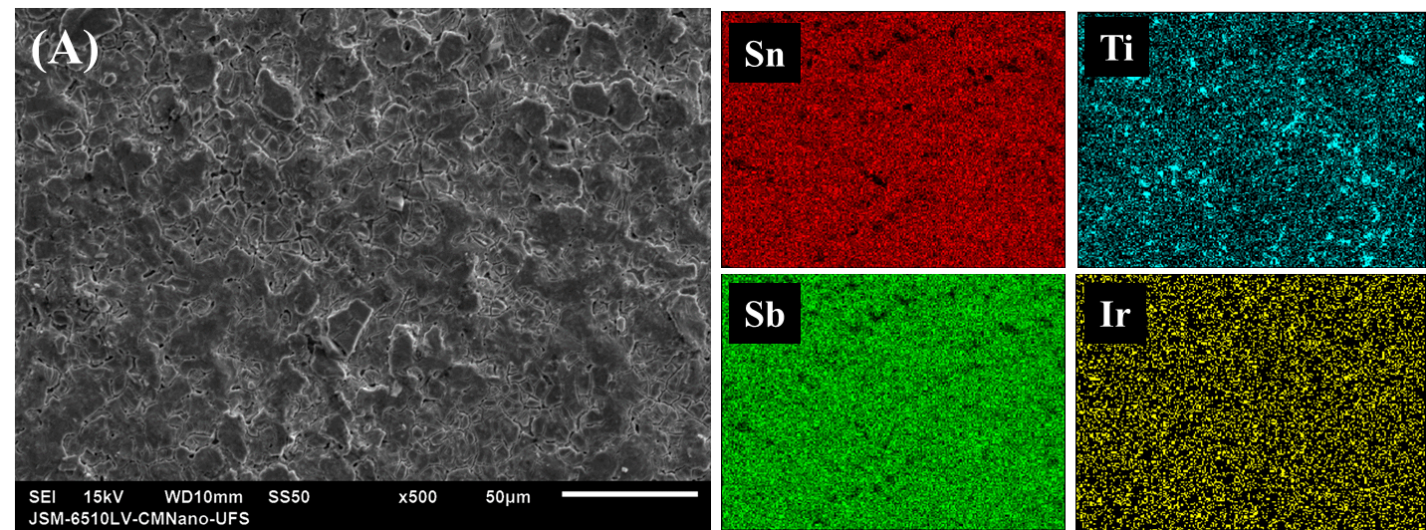 (A)
Sn
Ti
Sb
Ir
SEI 15kV WD10mm SS50 x500 50µm
JSM-6510LV-CMNano-UFS